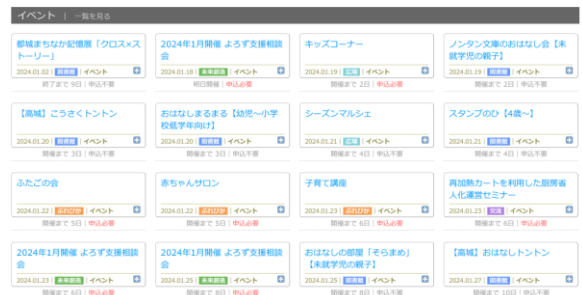 イベント | 一覧を見る
都城まちなか記憶展「クロス×ストーリー」
2024.01.02 | 図書館 | イベント
終了まで 9日 | 申込不要
2024年1月開催 よろず支援相談会
2024.01.18 | 未来創造 | イベント
明日開催 | 申込必要
キッズコーナー
2024.01.19 | 広場 | イベント
開催まで 2日 | 申込必要
ノンタン文庫のおはなし会【未就学児の親子】
2024.01.19 | 図書館 | イベント
開催まで 2日 | 申込不要
【高城】こうさくトントン
2024.01.20 | 図書館 | イベント
開催まで 3日 | 申込不要
おはなしまるまる【幼児～小学校低学年向け】
2024.01.20 | 図書館 | イベント
開催まで 3日 | 申込不要
シーズンマルシェ
2024.01.21 | 広場 | イベント
開催まで 4日 | 申込不要
スタンプのひ【4歳～】
2024.01.21 | 図書館 | イベント
開催まで 4日 | 申込不要
ふたごの会
2024.01.22 | ぷれぴか | イベント
開催まで 5日 | 申込必要
赤ちゃんサロン
2024.01.22 | ぷれぴか | イベント
開催まで 5日 | 申込必要
子育て講座
2024.01.23 | ぷれぴか | イベント
開催まで 6日 | 申込必要
再加熱カートを利用した厨房省人化運営セミナー
2024.01.23 | 交流 | イベント
開催まで 6日 | 申込必要
2024年1月開催 よろず支援相談会
2024.01.23 | 未来創造 | イベント
開催まで 6日 | 申込必要
2024年1月開催 よろず支援相談会
2024.01.25 | 未来創造 | イベント
開催まで 8日 | 申込必要
おはなしの部屋「そらまめ」【未就学児の親子】
2024.01.25 | 図書館 | イベント
開催まで 8日 | 申込不要
【高城】おはなしトントン
2024.01.27 | 図書館 | イベント
開催まで 10日 | 申込不要